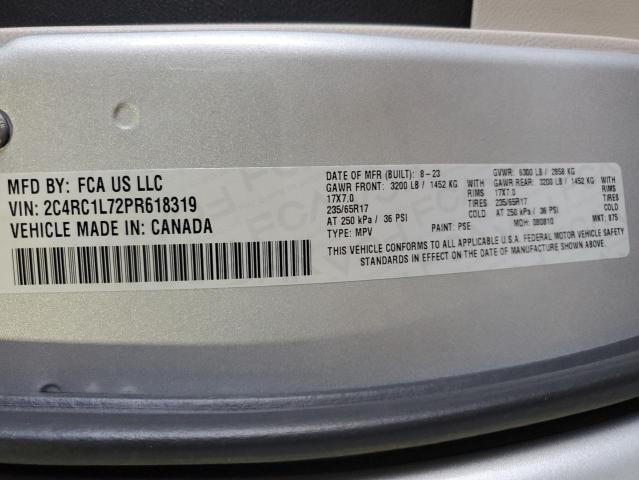 MFD BY: FCA US LLC
VIN: 2C4RC1L72PR618319
VEHICLE MADE IN: CANADA
DATE OF MFR (BUILT): 8-23 GVWR: 6300 LB / 2858 KG
GAWR FRONT: 3200 LB / 1452 KG WITH GAWR REAR: 3200 LB / 1452 KG WITH
17X7.0 RIMS 17X7.0 RIMS
235/65R17 TIRES 235/65R17 TIRES
AT 250 kPa / 36 PSI COLD AT 250 kPa / 36 PSI COLD
TYPE: MPV PAINT: PSE MDH: 080810 MKT: 875
THIS VEHICLE CONFORMS TO ALL APPLICABLE U.S.A. FEDERAL MOTOR VEHICLE SAFETY
STANDARDS IN EFFECT ON THE DATE OF MANUFACTURE SHOWN ABOVE.